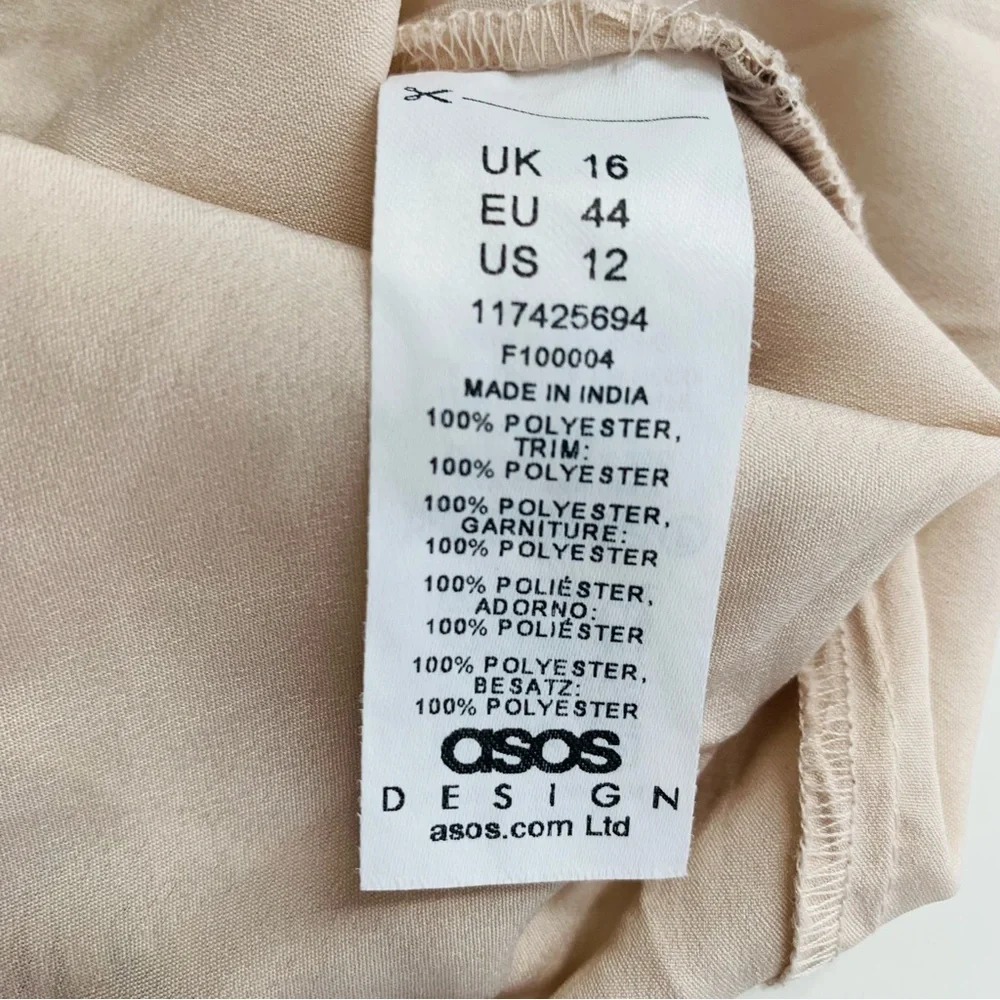 UK 16
EU 44
US 12
117425694
F100004
MADE IN INDIA
100% POLYESTER,
TRIM:
100% POLYESTER
100% POLYESTER,
GARNITURE:
100% POLYESTER
100% POLIÉSTER,
ADORNO:
100% POLIÉSTER
100% POLYESTER,
BESATZ:
100% POLYESTER
asos
DESIGN
asos.com Ltd